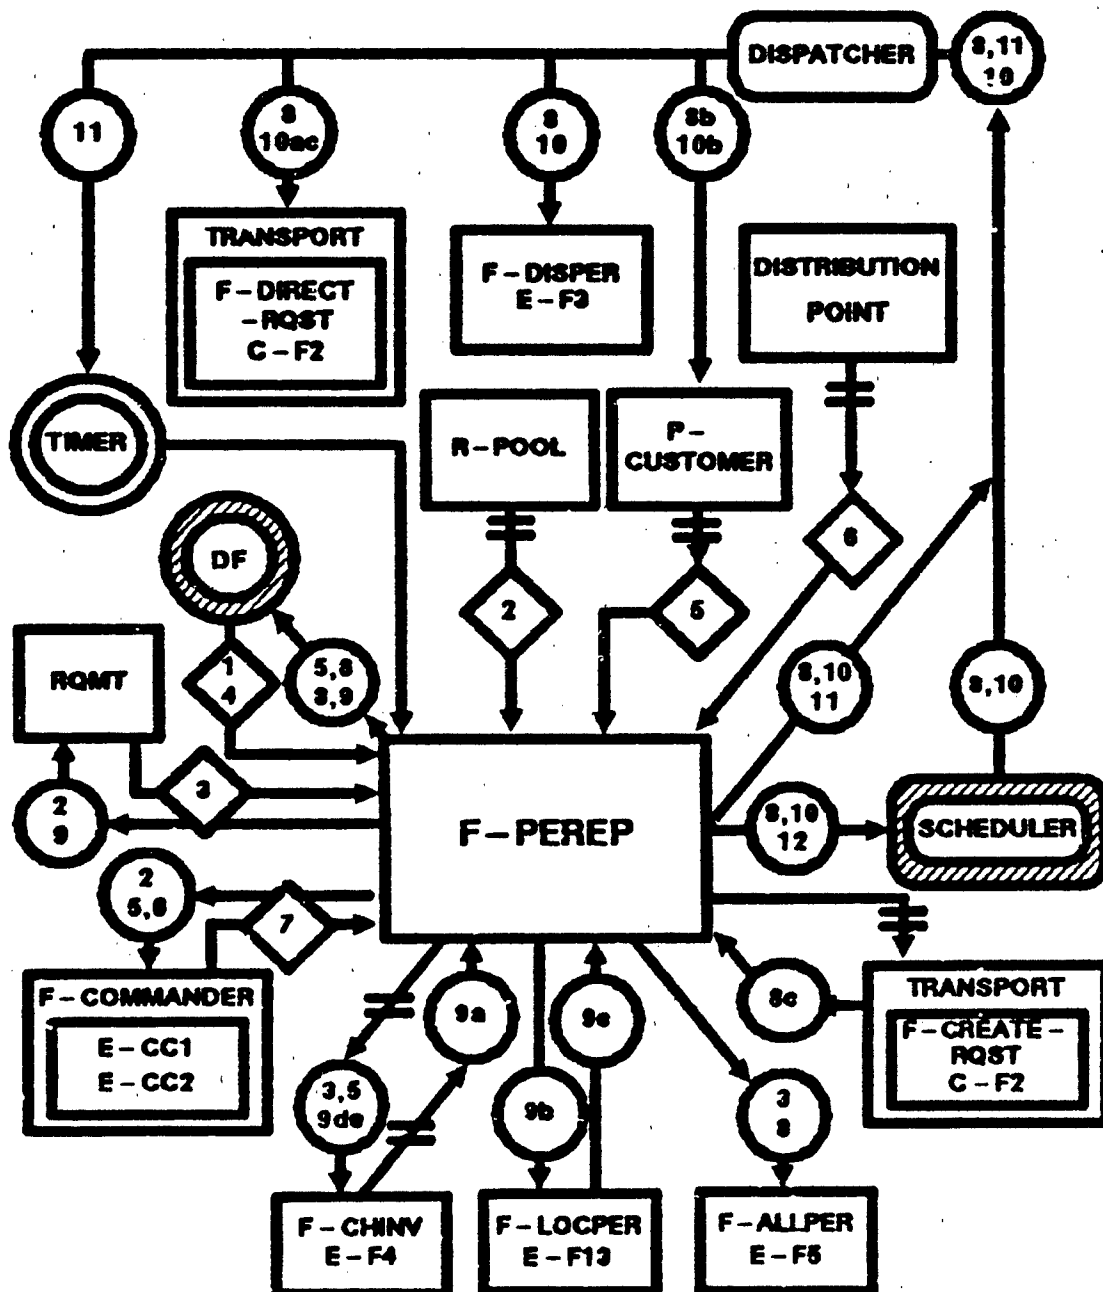 DISPATCHER
8,11
10
11
8
10ac
8
10
8b
10b
TRANSPORT
F-DIRECT
-RQST
C-F2
F-DISPER
E-F3
DISTRIBUTION
POINT
TIMER
R-POOL
P-
CUSTOMER
DF
6
2
5
RQMT
1
4
5,8
8,9
8,10
11
8,10
3
2
9
F-PEREP
8,10
12
SCHEDULER
2
5,6
7
F-COMMANDER
E-CC1
E-CC2
9a
9c
8c
TRANSPORT
F-CREATE-
RQST
C-F2
3,5
9de
9b
3
8
F-CHINV
E-F4
F-LOCPER
E-F13
F-ALLPER
E-F5